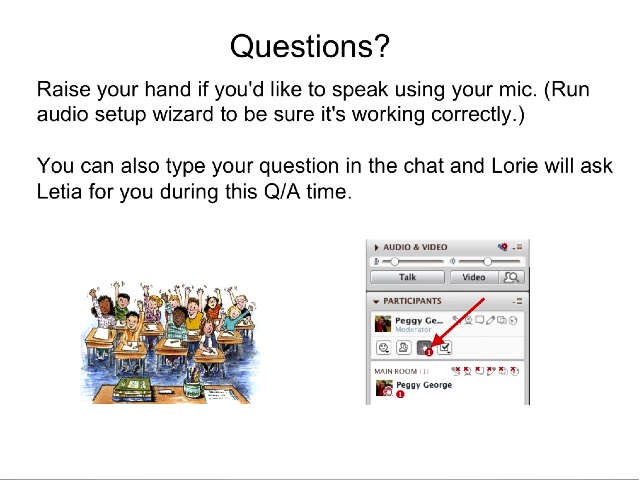 Questions?
Raise your hand if you'd like to speak using your mic. (Run
audio setup wizard to be sure it's working correctly.)
You can also type your question in the chat and Lorie will ask
Letia for you during this Q/A time.
AUDIO & VIDEO
Talk Video
PARTICIPANTS
Peggy Ge...
Moderator
1
MAIN ROOM (1)
Peggy George
1